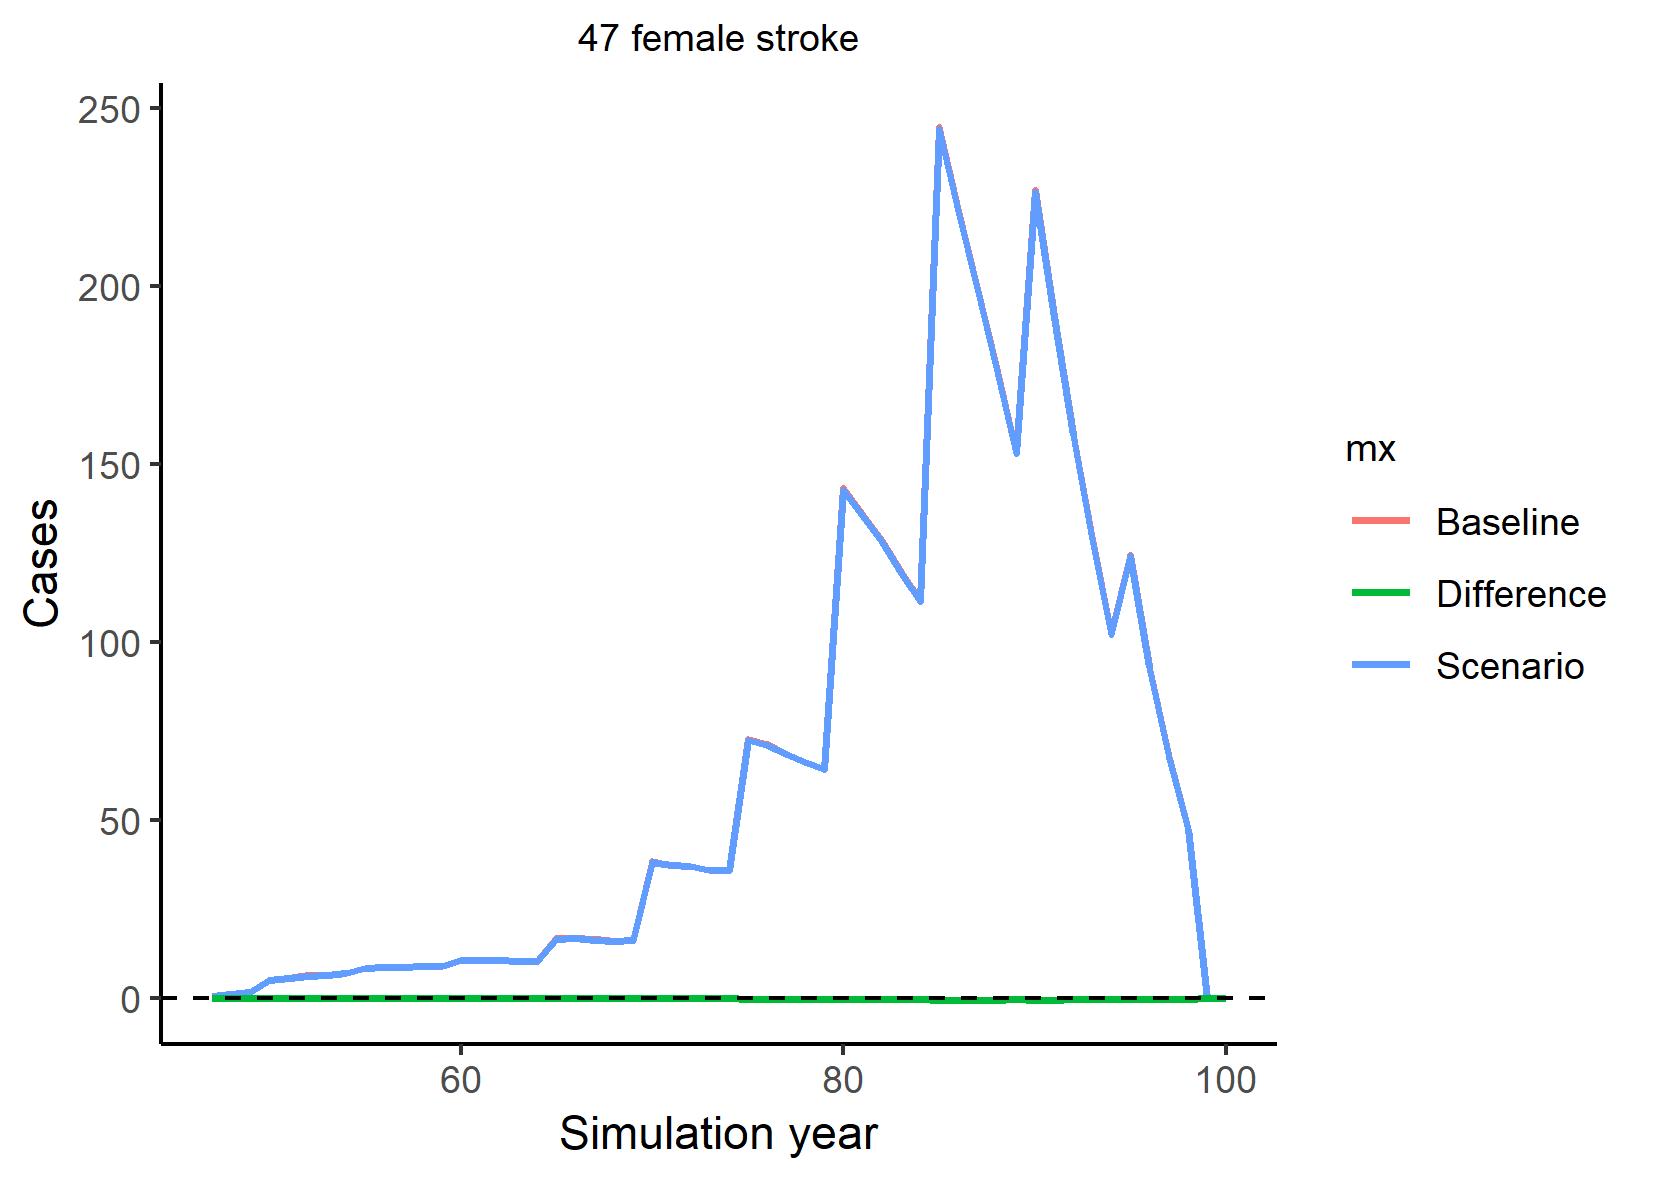 47 female stroke
250
200
150
100
50
0
Cases
60 80 100
Simulation year
mx
Baseline
Difference
Scenario